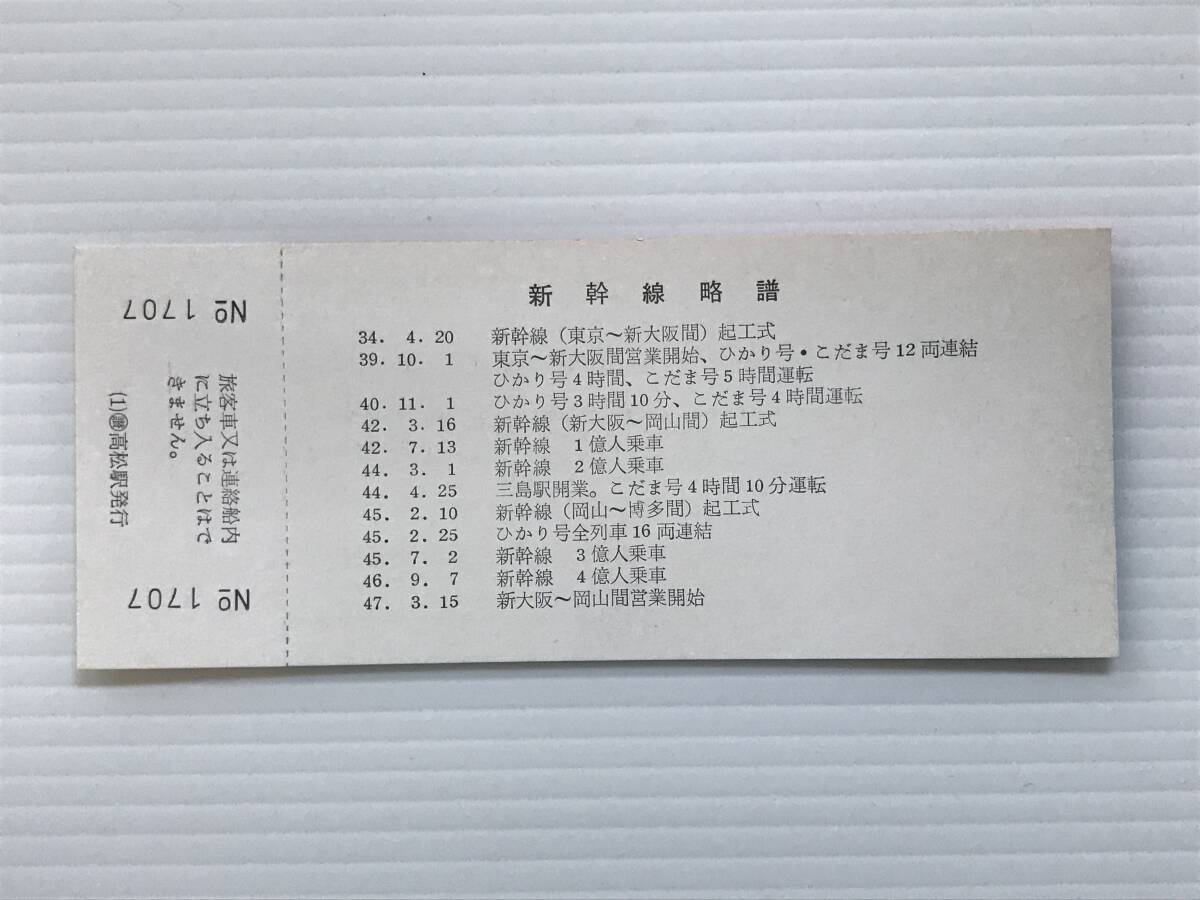 新幹線略譜
34. 4. 20 新幹線(東京〜新大阪間)起工式
39. 10. 1 東京〜新大阪間営業開始、ひかり号・こだま号12両連結
ひかり号4時間、こだま号5時間運転
40. 11. 1 ひかり号3時間10分、こだま号4時間運転
42. 3. 16 新幹線(新大阪〜岡山間)起工式
42. 7. 13 新幹線 1億人乗車
44. 3. 1 新幹線 2億人乗車
44. 4. 25 三島駅開業。こだま号4時間10分運転
45. 2. 10 新幹線(岡山〜博多間)起工式
45. 2. 25 ひかり号全列車16両連結
45. 7. 2 新幹線 3億人乗車
46. 9. 7 新幹線 4億人乗車
47. 3. 15 新大阪〜岡山間営業開始
№ 1707
旅客車又は連絡船内
に立ち入ることはで
きません。
(1)高松駅発行
№ 1707